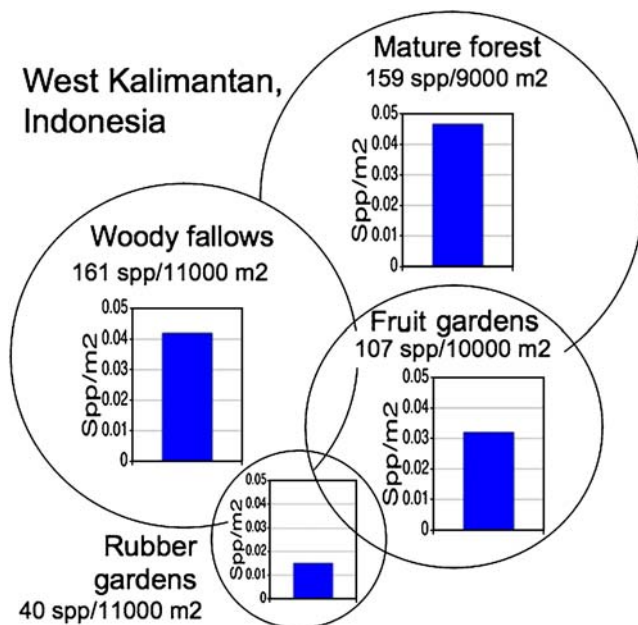 West Kalimantan,
Indonesia
Mature forest
159 spp/9000 m2
Spp/m2
0.05
0.04
0.03
0.02
0.01
0
Woody fallows
161 spp/11000 m2
Spp/m2
0.05
0.04
0.03
0.02
0.01
0
Fruit gardens
107 spp/10000 m2
Spp/m2
0.05
0.04
0.03
0.02
0.01
0
Rubber
gardens
40 spp/11000 m2
Spp/m2
0.05
0.04
0.03
0.02
0.01
0